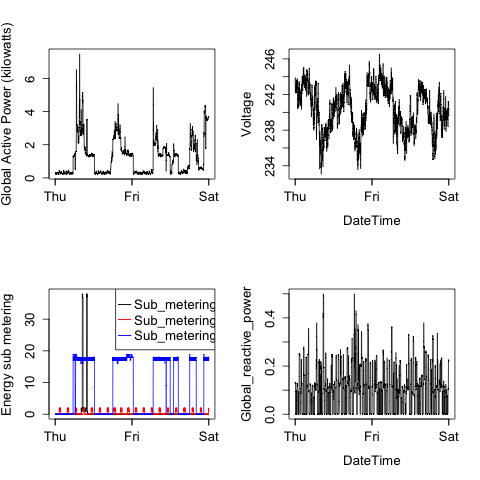 Global Active Power (kilowatts)
0
2
4
6
Thu
Fri
Sat
Voltage
234
238
242
246
Thu
Fri
Sat
DateTime
Energy sub metering
0
10
20
30
Sub_metering
Sub_metering
Sub_metering
Thu
Fri
Sat
Global_reactive_power
0.0
0.2
0.4
Thu
Fri
Sat
DateTime